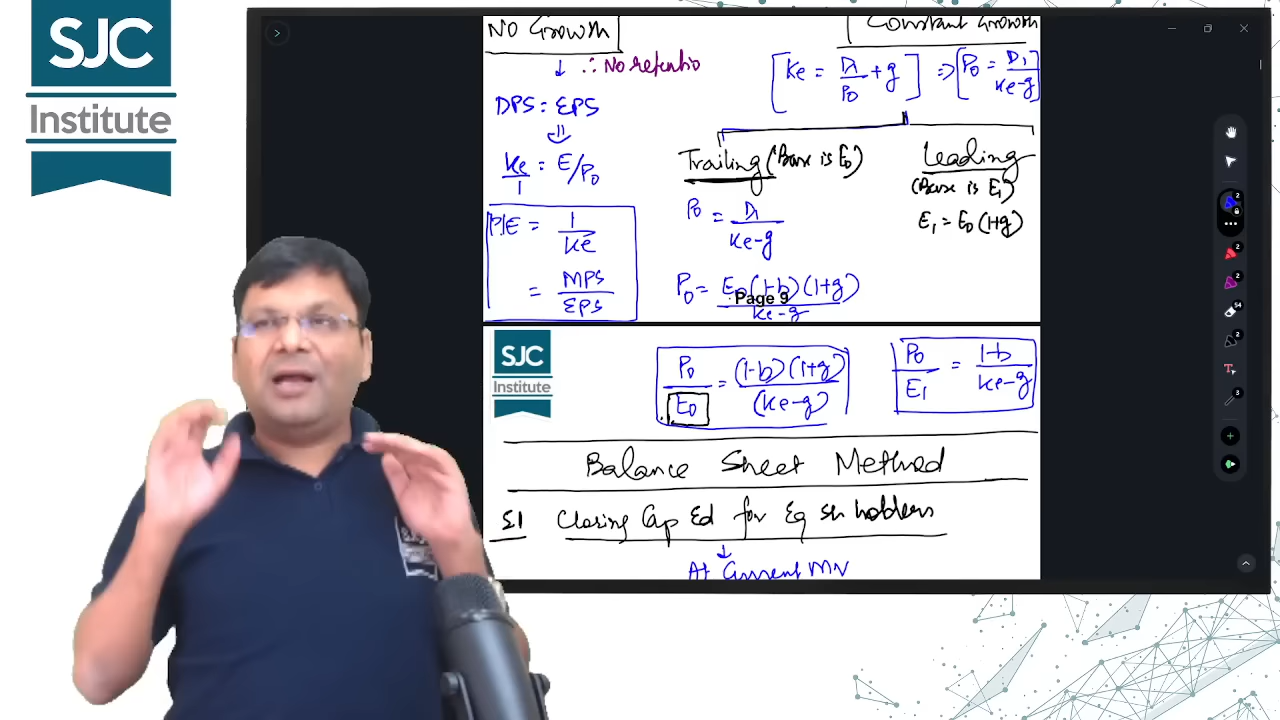 SJC
Institute
No Growth
∴ No retentio
DPS = EPS
⇓
Ke/1 = E/P0
P/E = 1/Ke
= MPS/EPS
Constant Growth
[Ke = D1/P0 + g] ⇒ [P0 = D1/Ke-g]
Trailing (Base is E0)
P0 = D1/Ke-g
P0 = E0(1-b)(1+g)/Ke-g
Leading
(Base is E1)
E1 = E0(1+g)
Page 9
SJC
Institute
P0/E0 = (1-b)(1+g)/(Ke-g)
P0/E1 = 1-b/Ke-g
Balance Sheet Method
S.1 Closing Cap Ed for Eq sh holders
At Current MV